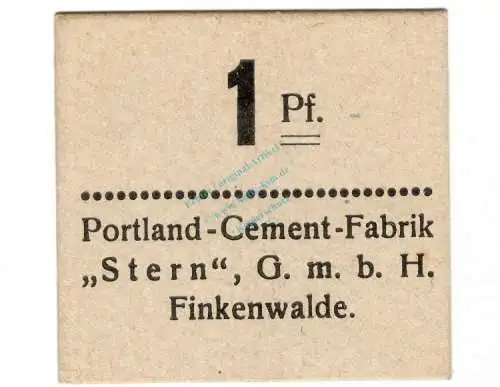 1 Pf.
Portland-Cement-Fabrik
„Stern“, G. m. b. H.
Finkenwalde.